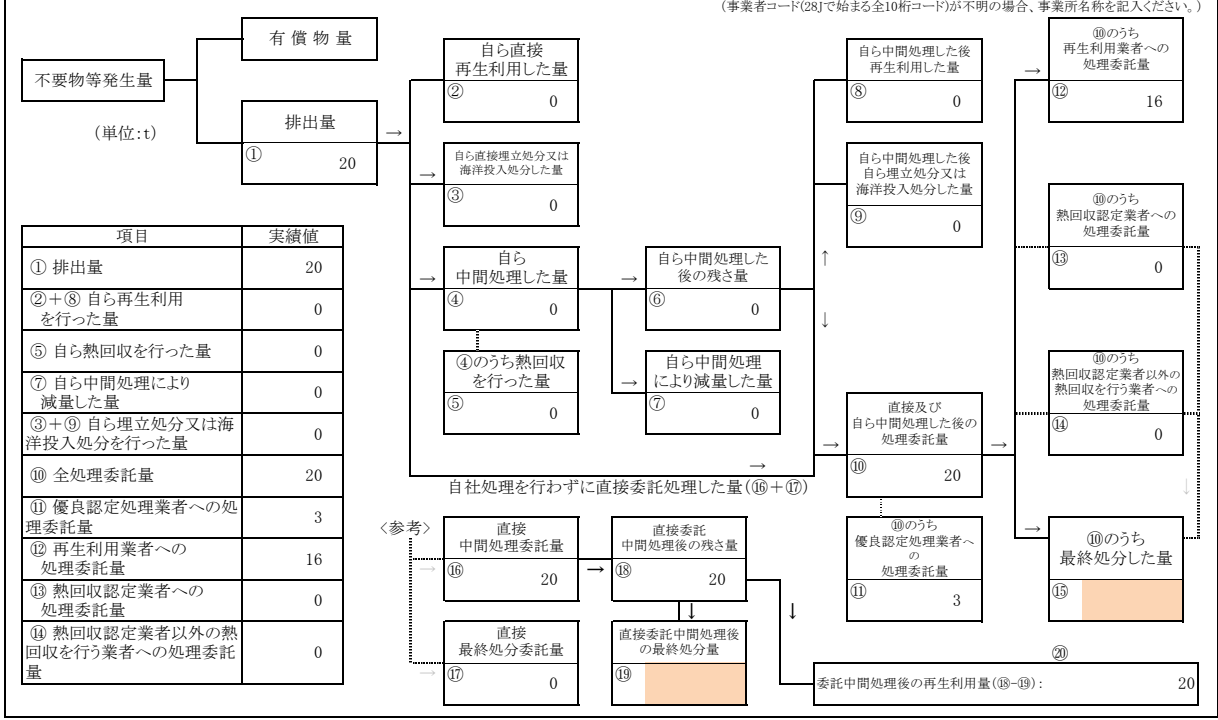 (事業者コード(28Jで始まる全10桁コード)が不明の場合、事業所名称を記入ください。)
不要物等発生量
(単位:t)
有 償 物 量
排出量
①
20
→
自ら直接
再生利用した量
②
0
→
自ら直接埋立処分又は
海洋投入処分した量
③
0
→
自ら
中間処理した量
④
0
④のうち熱回収
を行った量
⑤
0
→
自ら中間処理した
後の残さ量
⑥
0
→
自ら中間処理
により減量した量
⑦
0
自ら中間処理した後
再生利用した量
⑧
0
自ら中間処理した後
自ら埋立処分又は
海洋投入処分した量
⑨
0
↑
↓
→
直接及び
自ら中間処理した後の
処理委託量
⑩
20
→
⑩のうち
優良認定処理業者へ
の
処理委託量
⑪
3
→
⑩のうち
再生利用業者への
処理委託量
⑫
16
⑩のうち
熱回収認定業者への
処理委託量
⑬
0
⑩のうち
熱回収認定業者以外の
熱回収を行う業者への
処理委託量
⑭
0
↓
→
⑩のうち
最終処分した量
⑮
→
自社処理を行わずに直接委託処理した量(⑯+⑰)
〈参考〉
→
直接
中間処理委託量
⑯
20
→
直接委託
中間処理後の残さ量
⑱
20
↓
↓
→
直接
最終処分委託量
⑰
0
直接委託中間処理後
の最終処分量
⑲
⑳
委託中間処理後の再生利用量(⑱-⑲):
20
項目 実績値
① 排出量 20
②+⑧ 自ら再生利用
を行った量 0
⑤ 自ら熱回収を行った量 0
⑦ 自ら中間処理により
減量した量 0
③+⑨ 自ら埋立処分又は海
洋投入処分を行った量 0
⑩ 全処理委託量 20
⑪ 優良認定処理業者への処
理委託量 3
⑫ 再生利用業者への
処理委託量 16
⑬ 熱回収認定業者への
処理委託量 0
⑭ 熱回収認定業者以外の熱
回収を行う業者への処理委託
量 0